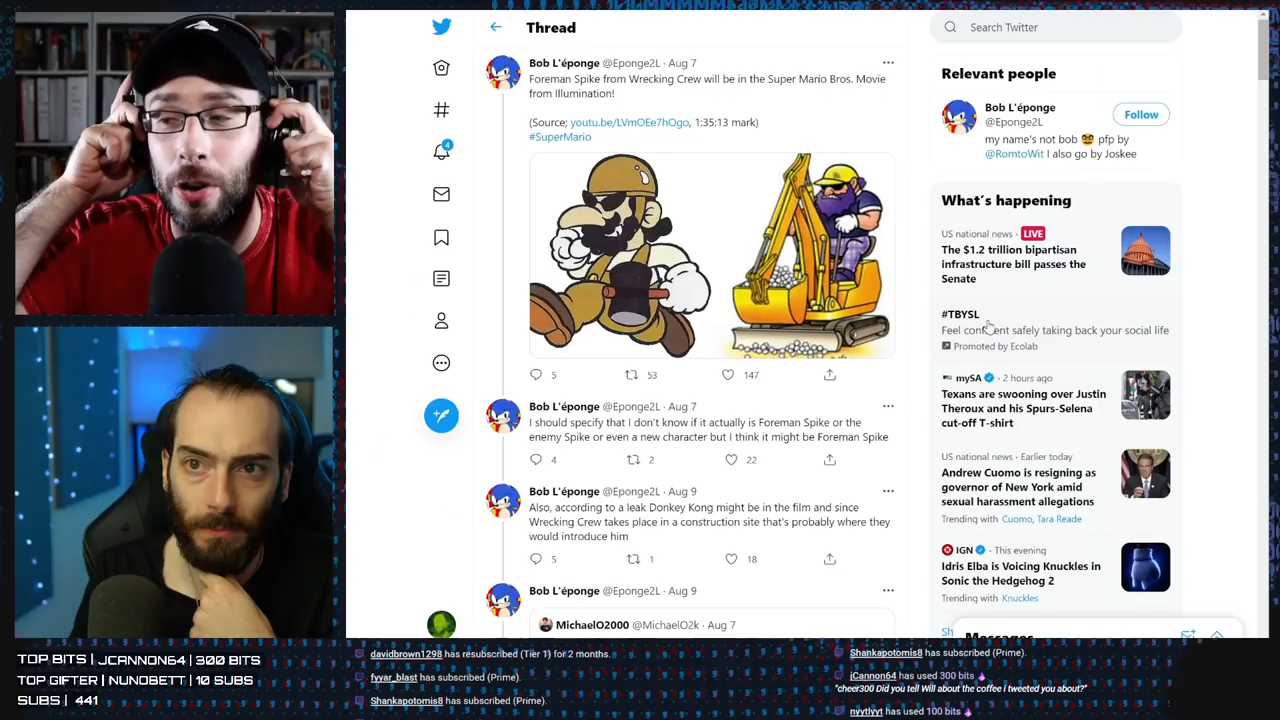 Thread
Search Twitter
Bob L'éponge @Eponge2L · Aug 7
Foreman Spike from Wrecking Crew will be in the Super Mario Bros. Movie
from Illumination!
(Source; youtu.be/LVmOEe7hOgo, 1:35:13 mark)
#SuperMario
5 53 147
Bob L'éponge @Eponge2L · Aug 7
I should specify that I don't know if it actually is Foreman Spike or the
enemy Spike or even a new character but I think it might be Foreman Spike
4 2 22
Bob L'éponge @Eponge2L · Aug 9
Also, according to a leak Donkey Kong might be in the film and since
Wrecking Crew takes place in a construction site that's probably where they
would introduce him
5 1 18
Bob L'éponge @Eponge2L · Aug 9
MichaelO2000 @MichaelO2k · Aug 7
4
Relevant people
Bob L'éponge
@Eponge2L
Follow
my name's not bob 🥸 pfp by
@RomtoWit I also go by Joskee
What's happening
US national news · LIVE
The $1.2 trillion bipartisan
infrastructure bill passes the
Senate
#TBYSL
Feel confident safely taking back your social life
Promoted by Ecolab
mySA · 2 hours ago
Texans are swooning over Justin
Theroux and his Spurs-Selena
cut-off T-shirt
US national news · Earlier today
Andrew Cuomo is resigning as
governor of New York amid
sexual harassment allegations
Trending with Cuomo, Tara Reade
IGN · This evening
Idris Elba is Voicing Knuckles in
Sonic the Hedgehog 2
Trending with Knuckles
Sh
Messages
TOP BITS | JCANNON64 | 300 BITS
TOP GIFTER | NUNOBETT | 10 SUBS
SUBS | 441
davidbrown1298 has resubscribed (Tier 1) for 2 months.
fyyar_blast has subscribed (Prime).
Shankapotomis8 has subscribed (Prime).
Shankapotomis8 has subscribed (Prime).
jCannon64 has used 300 bits
"cheer300 Did you tell Will about the coffee i tweeted you about?"
nyytlyyt has used 100 bits